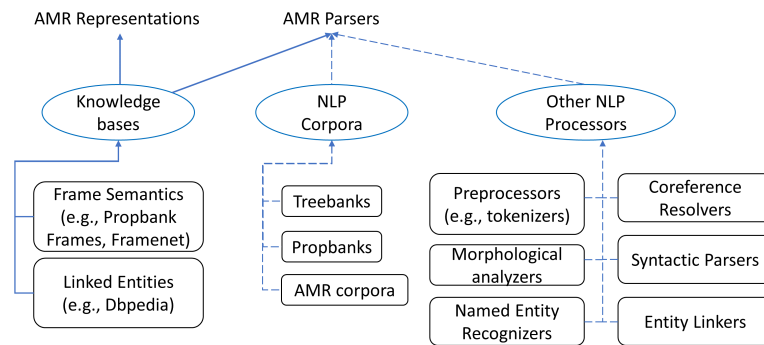 AMR Representations
AMR Parsers
Knowledge
bases
NLP
Corpora
Other NLP
Processors
Frame Semantics
(e.g., Propbank
Frames, Framenet)
Linked Entities
(e.g., Dbpedia)
Treebanks
Propbanks
AMR corpora
Preprocessors
(e.g., tokenizers)
Morphological
analyzers
Named Entity
Recognizers
Coreference
Resolvers
Syntactic Parsers
Entity Linkers